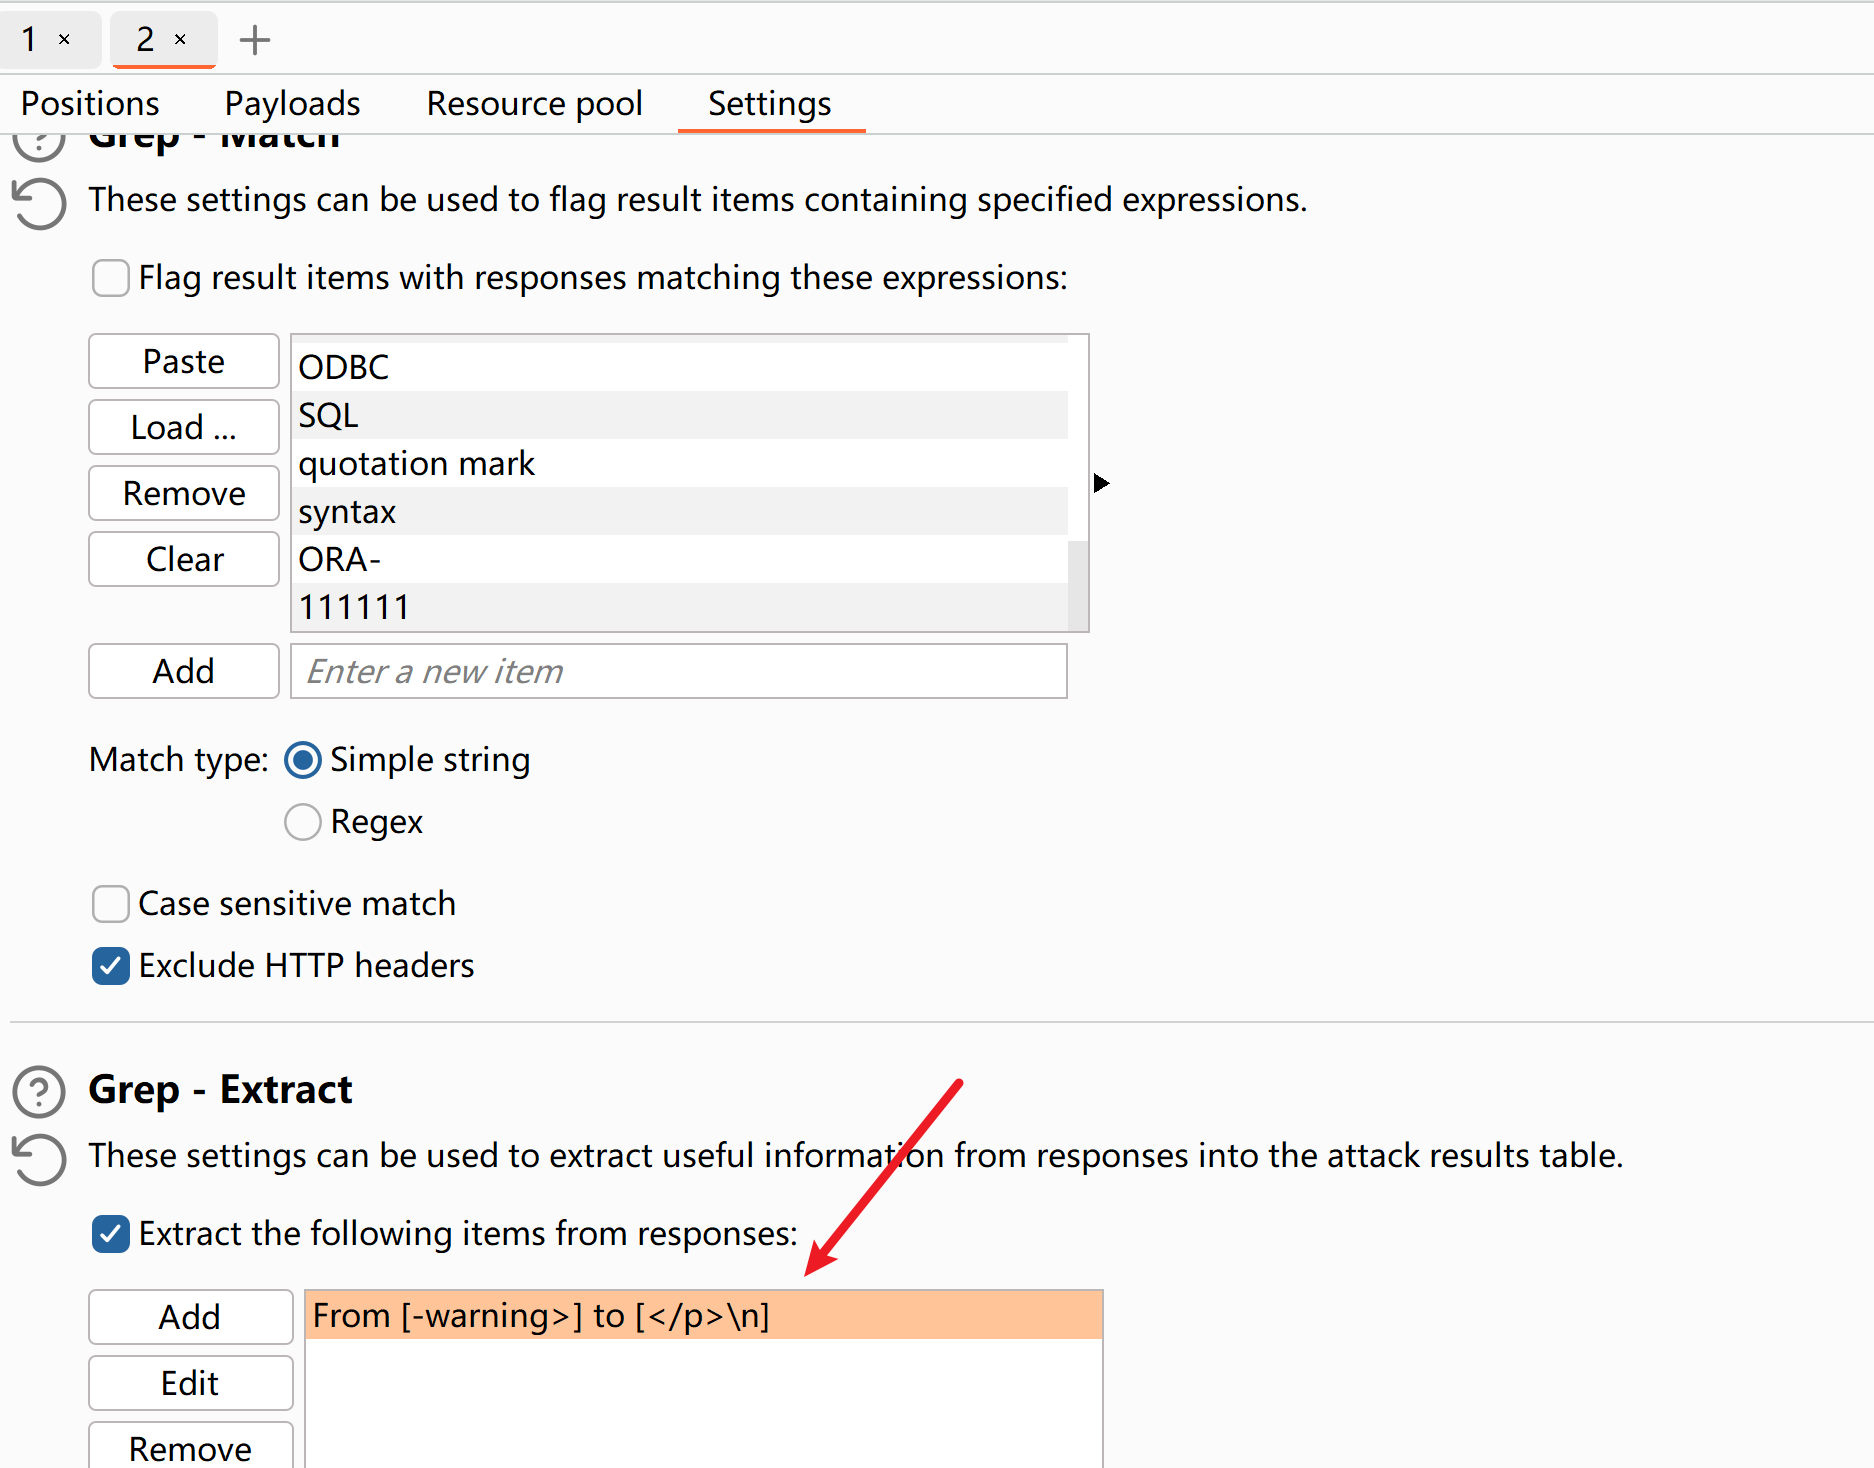 1 ×
2 ×
+
Positions
Payloads
Resource pool
Settings
Grep - Match
These settings can be used to flag result items containing specified expressions.
Flag result items with responses matching these expressions:
Paste
Load ...
Remove
Clear
ODBC
SQL
quotation mark
syntax
ORA-
111111
Add
Enter a new item
Match type:
Simple string
Regex
Case sensitive match
Exclude HTTP headers
Grep - Extract
These settings can be used to extract useful information from responses into the attack results table.
Extract the following items from responses:
Add
Edit
Remove
From [-warning>] to [</p>\n]